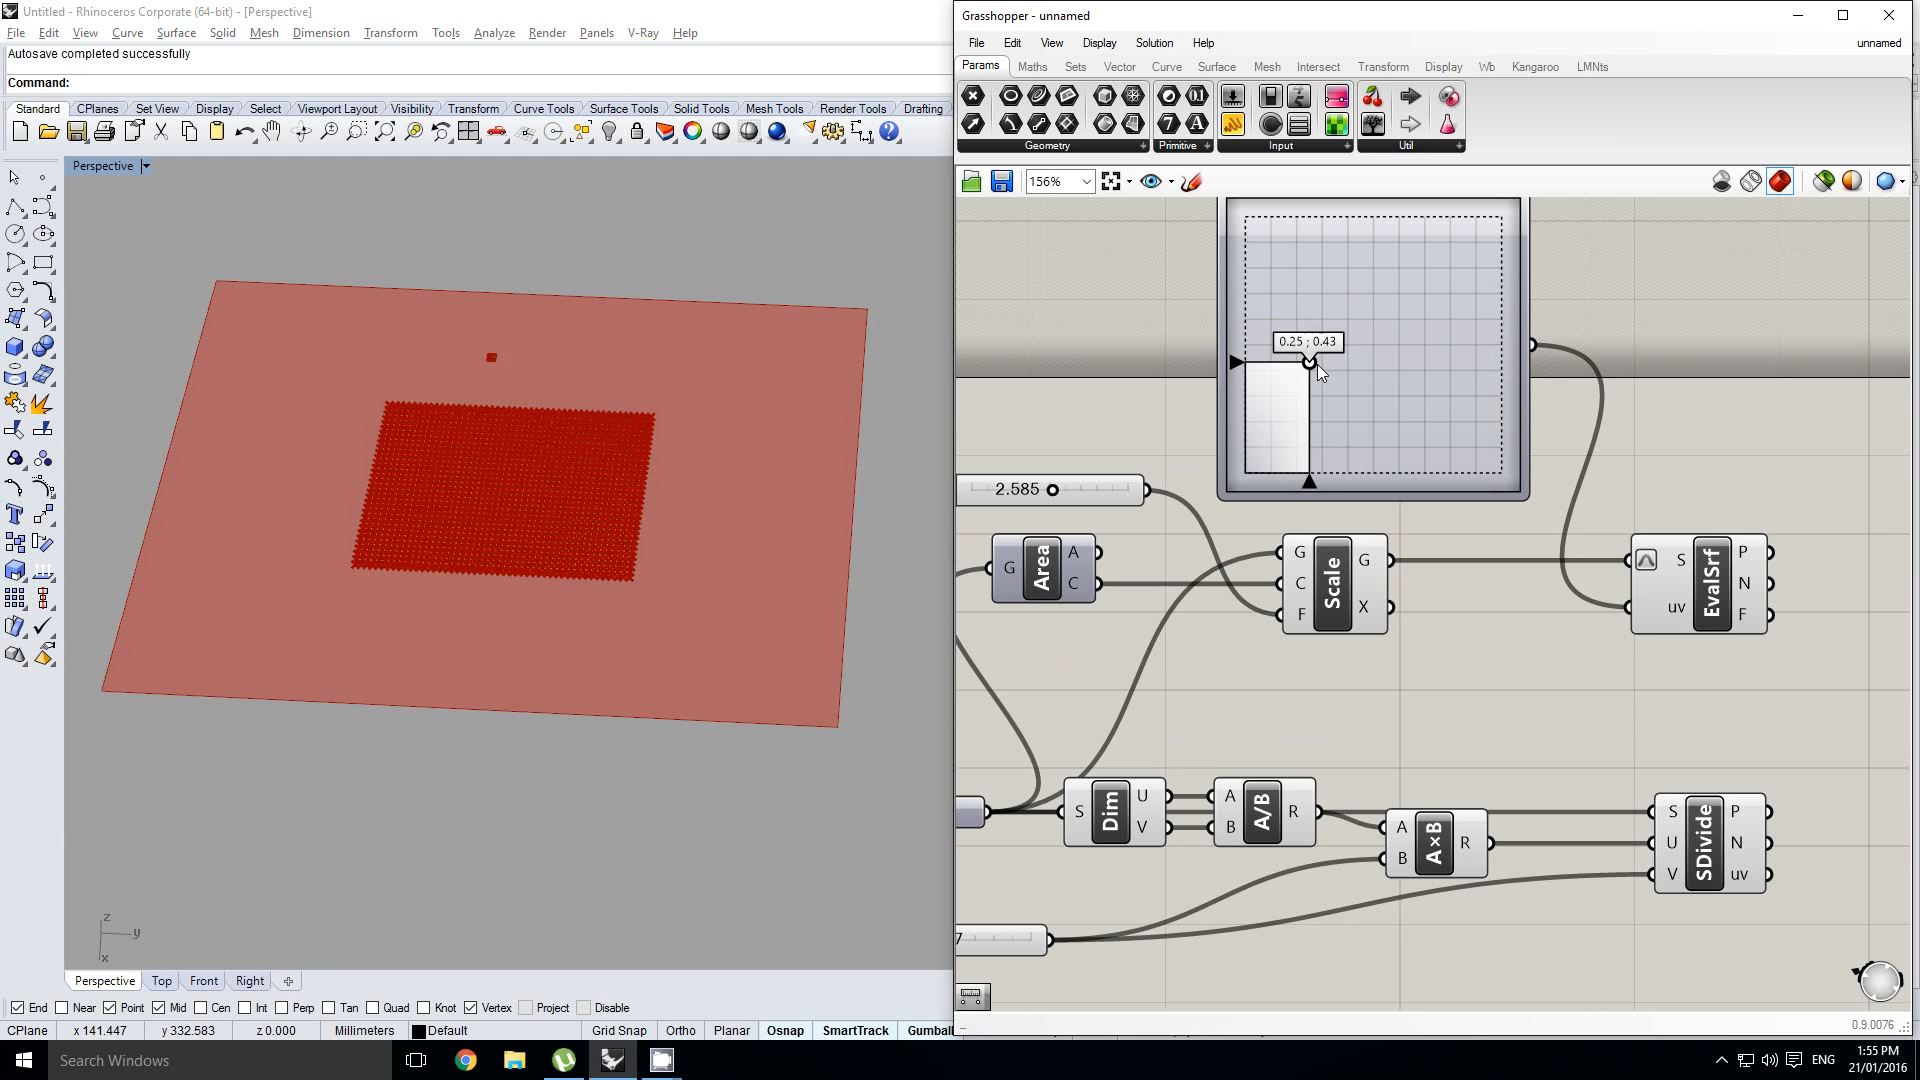 Untitled - Rhinoceros Corporate (64-bit) - [Perspective]
File Edit View Curve Surface Solid Mesh Dimension Transform Tools Analyze Render Panels V-Ray Help
Autosave completed successfully
Command:
Standard CPlanes Set View Display Select Viewport Layout Visibility Transform Curve Tools Surface Tools Solid Tools Mesh Tools Render Tools Drafting
Perspective
z
y
x
Perspective Top Front Right
End Near Point Mid Cen Int Perp Tan Quad Knot Vertex Project Disable
CPlane x 141.447 y 332.583 z 0.000 Millimeters Default Grid Snap Ortho Planar Osnap SmartTrack Gumball
Grasshopper - unnamed
File Edit View Display Solution Help unnamed
Params Maths Sets Vector Curve Surface Mesh Intersect Transform Display Wb Kangaroo LMNts
Geometry Primitive Input Util
156%
0.25 ; 0.43
2.585
G Area A C
G C F Scale G X
S uv EvalSrf P N F
S Dim U V
A B A/B R
A B A×B R
S U V SDivide P N uv
7
0.9.0076
Search Windows
ENG
1:55 PM
21/01/2016